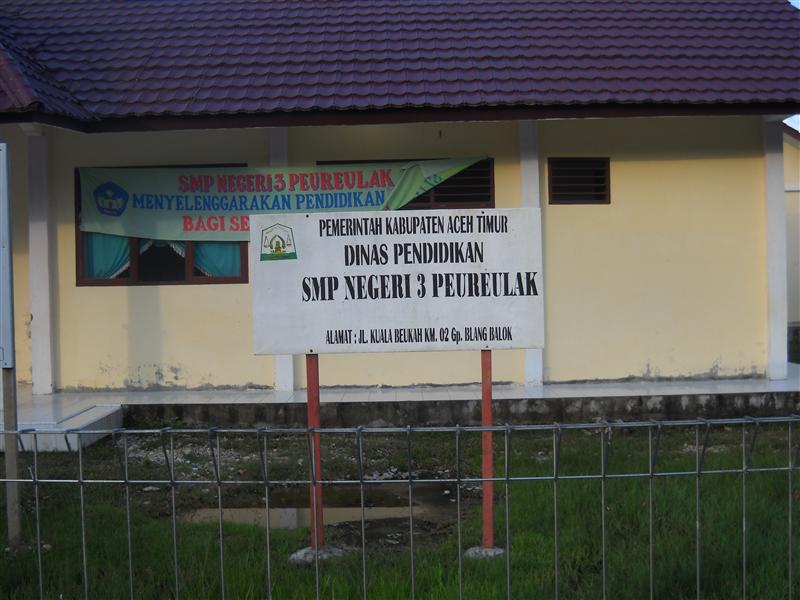 SMP NEGERI 3 PEUREULAK
MENYELENGGARAKAN PENDIDIKAN
BAGI
PEMERINTAH KABUPATEN ACEH TIMUR
DINAS PENDIDIKAN
SMP NEGERI 3 PEUREULAK
ALAMAT : JL. KUALA BEUKAH KM. 02 Gp. BLANG BALOK